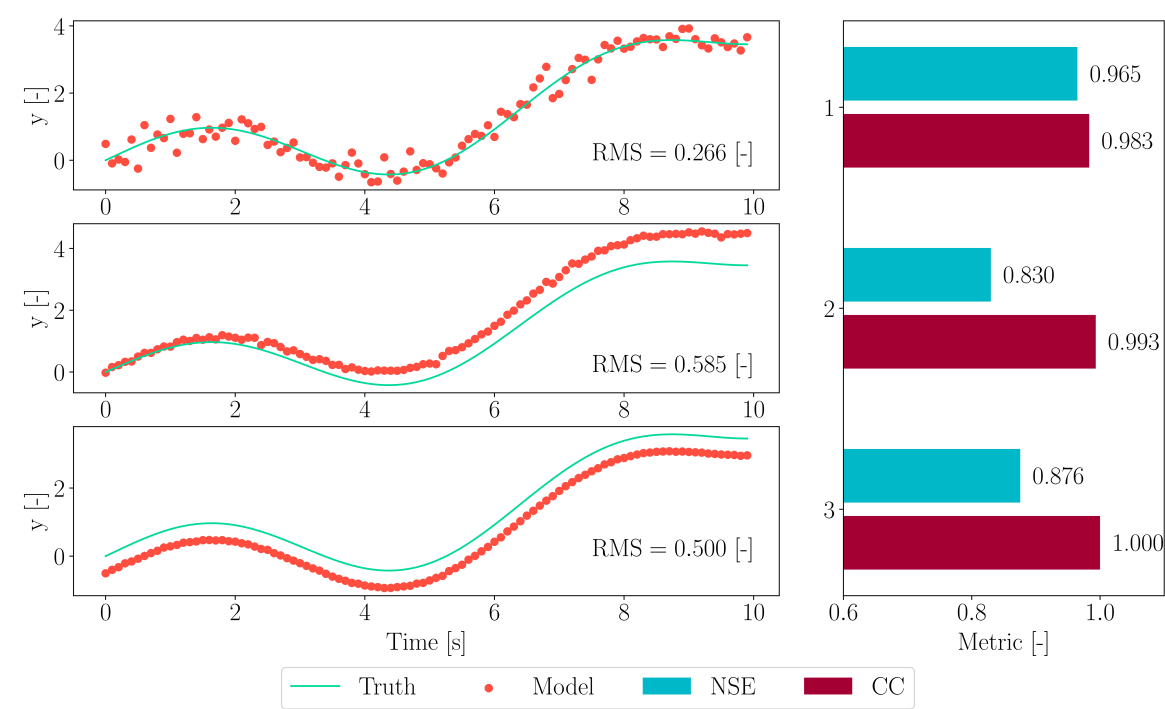 4
2
0
y [-]
RMS = 0.266 [-]
0 2 4 6 8 10
4
2
0
y [-]
RMS = 0.585 [-]
0 2 4 6 8 10
2
0
y [-]
RMS = 0.500 [-]
0 2 4 6 8 10
Time [s]
1
0.965
0.983
2
0.830
0.993
3
0.876
1.000
0.6 0.8 1.0
Metric [-]
Truth Model NSE CC